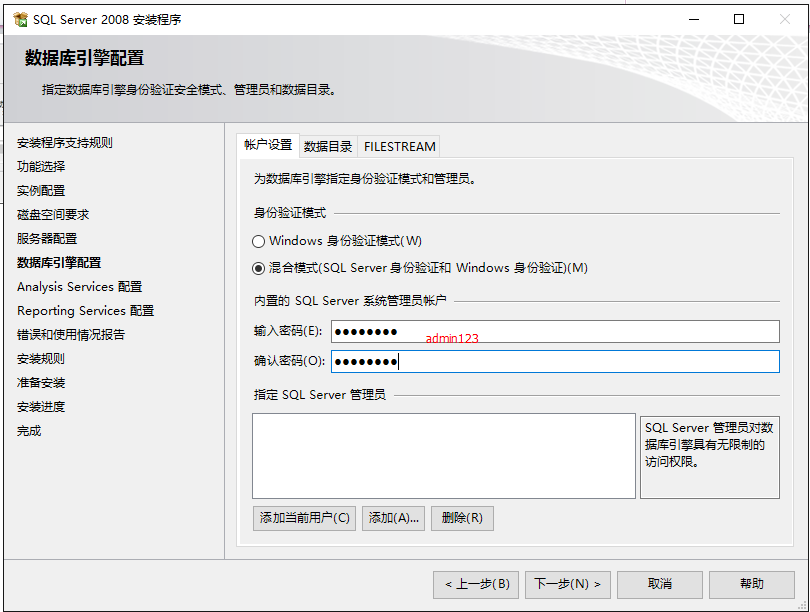 SQL Server 2008 安装程序
数据库引擎配置
指定数据库引擎身份验证安全模式、管理员和数据目录。
安装程序支持规则
功能选择
实例配置
磁盘空间要求
服务器配置
数据库引擎配置
Analysis Services 配置
Reporting Services 配置
错误和使用情况报告
安装规则
准备安装
安装进度
完成
帐户设置 数据目录 FILESTREAM
为数据库引擎指定身份验证模式和管理员。
身份验证模式
Windows 身份验证模式(W)
混合模式(SQL Server 身份验证和 Windows 身份验证)(M)
内置的 SQL Server 系统管理员帐户
输入密码(E): ●●●●●●●●
admin123
确认密码(O): ●●●●●●●●
指定 SQL Server 管理员
SQL Server 管理员对数
据库引擎具有无限制的
访问权限。
添加当前用户(C) 添加(A)... 删除(R)
< 上一步(B) 下一步(N) > 取消 帮助